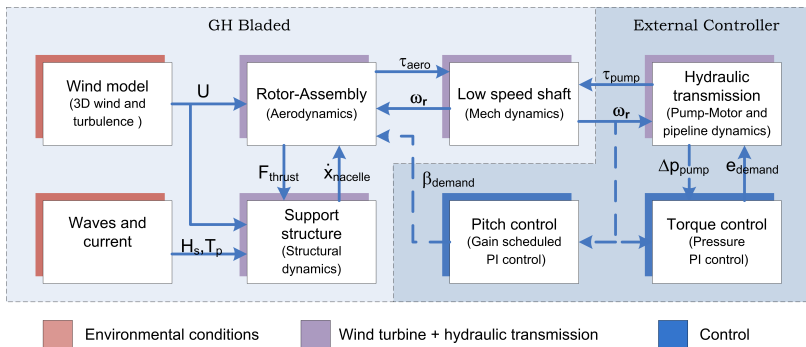 GH Bladed
External Controller
Wind model
(3D wind and
turbulence )
U
Rotor-Assembly
(Aerodynamics)
τaero
ωr
Low speed shaft
(Mech dynamics)
τpump
ωr
Hydraulic
transmission
(Pump-Motor and
pipeline dynamics)
Fthrust
ẋnacelle
βdemand
Δppump
edemand
Waves and
current
Hs,Tp
Support
structure
(Structural
dynamics)
Pitch control
(Gain scheduled
PI control)
Torque control
(Pressure
PI control)
Environmental conditions
Wind turbine + hydraulic transmission
Control